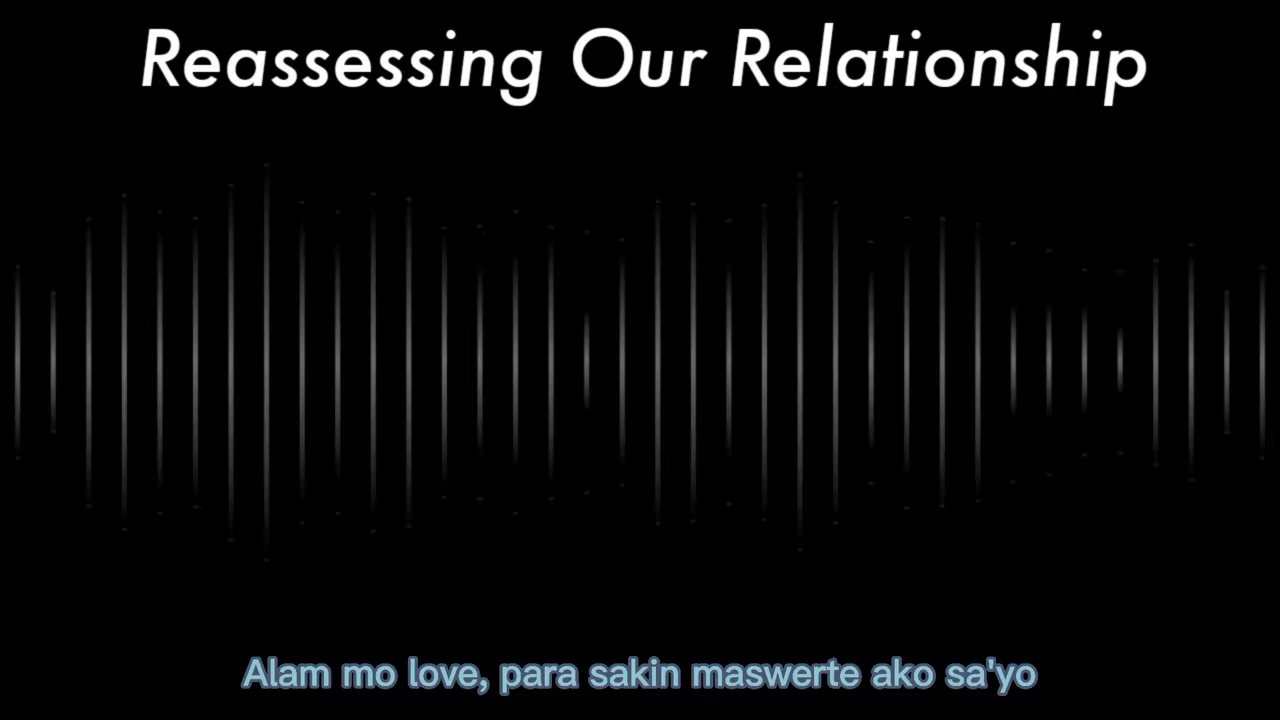 Reassessing Our Relationship
Alam mo love, para sakin maswerte ako sa'yo